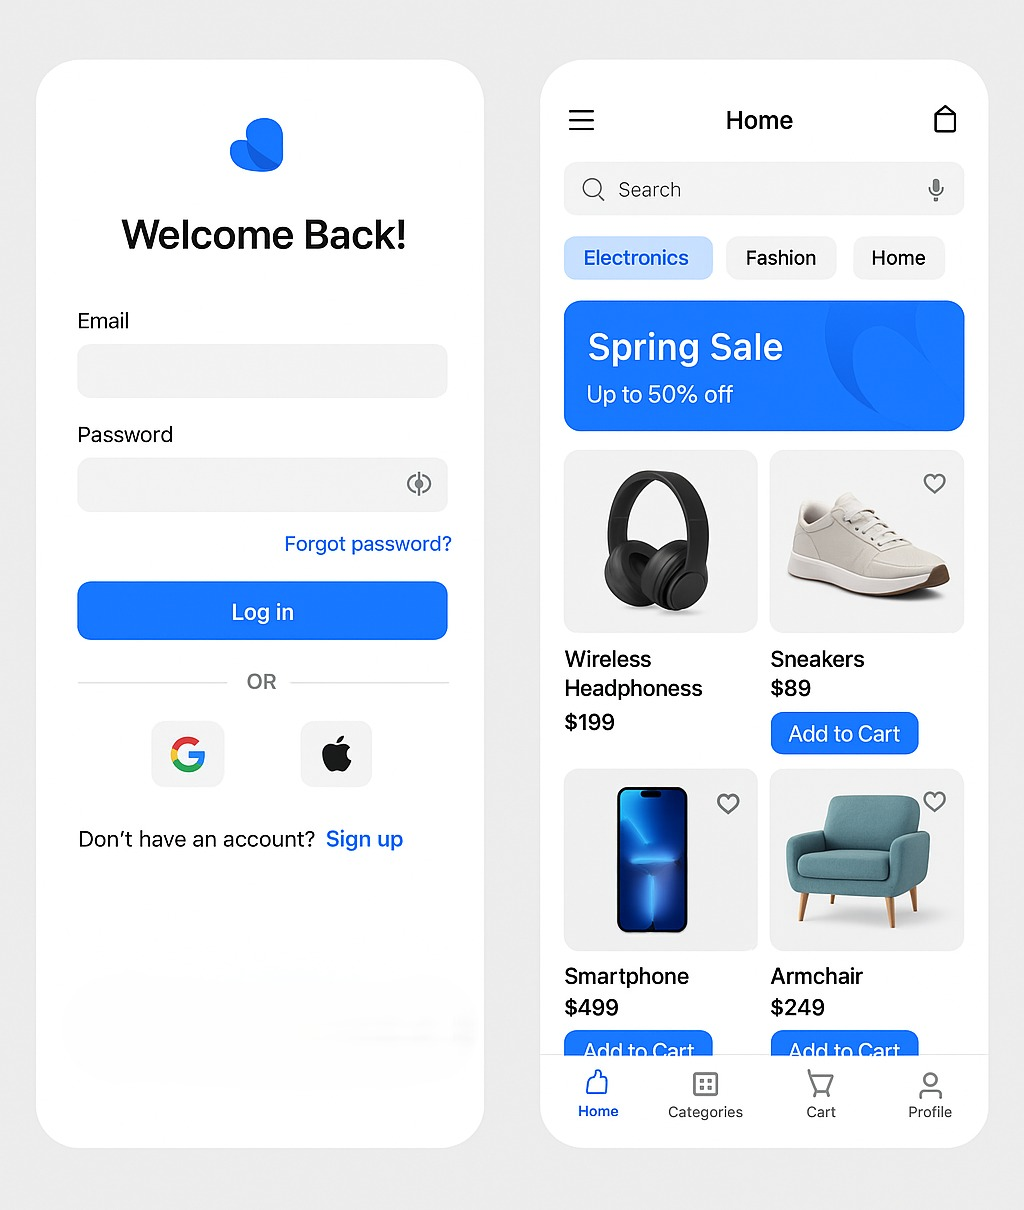 Welcome Back!
Email
Password
Forgot password?
Log in
OR
Don’t have an account? Sign up
Home
Search
Electronics
Fashion
Home
Spring Sale
Up to 50% off
Wireless
Headphoness
$199
Sneakers
$89
Add to Cart
Smartphone
$499
Add to Cart
Armchair
$249
Add to Cart
Home
Categories
Cart
Profile